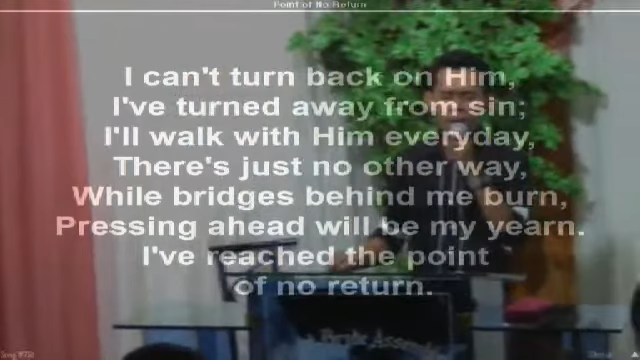 Point of No Return
I can't turn back on Him,
I've turned away from sin;
I'll walk with Him everyday,
There's just no other way,
While bridges behind me burn,
Pressing ahead will be my yearn.
I've reached the point
of no return.